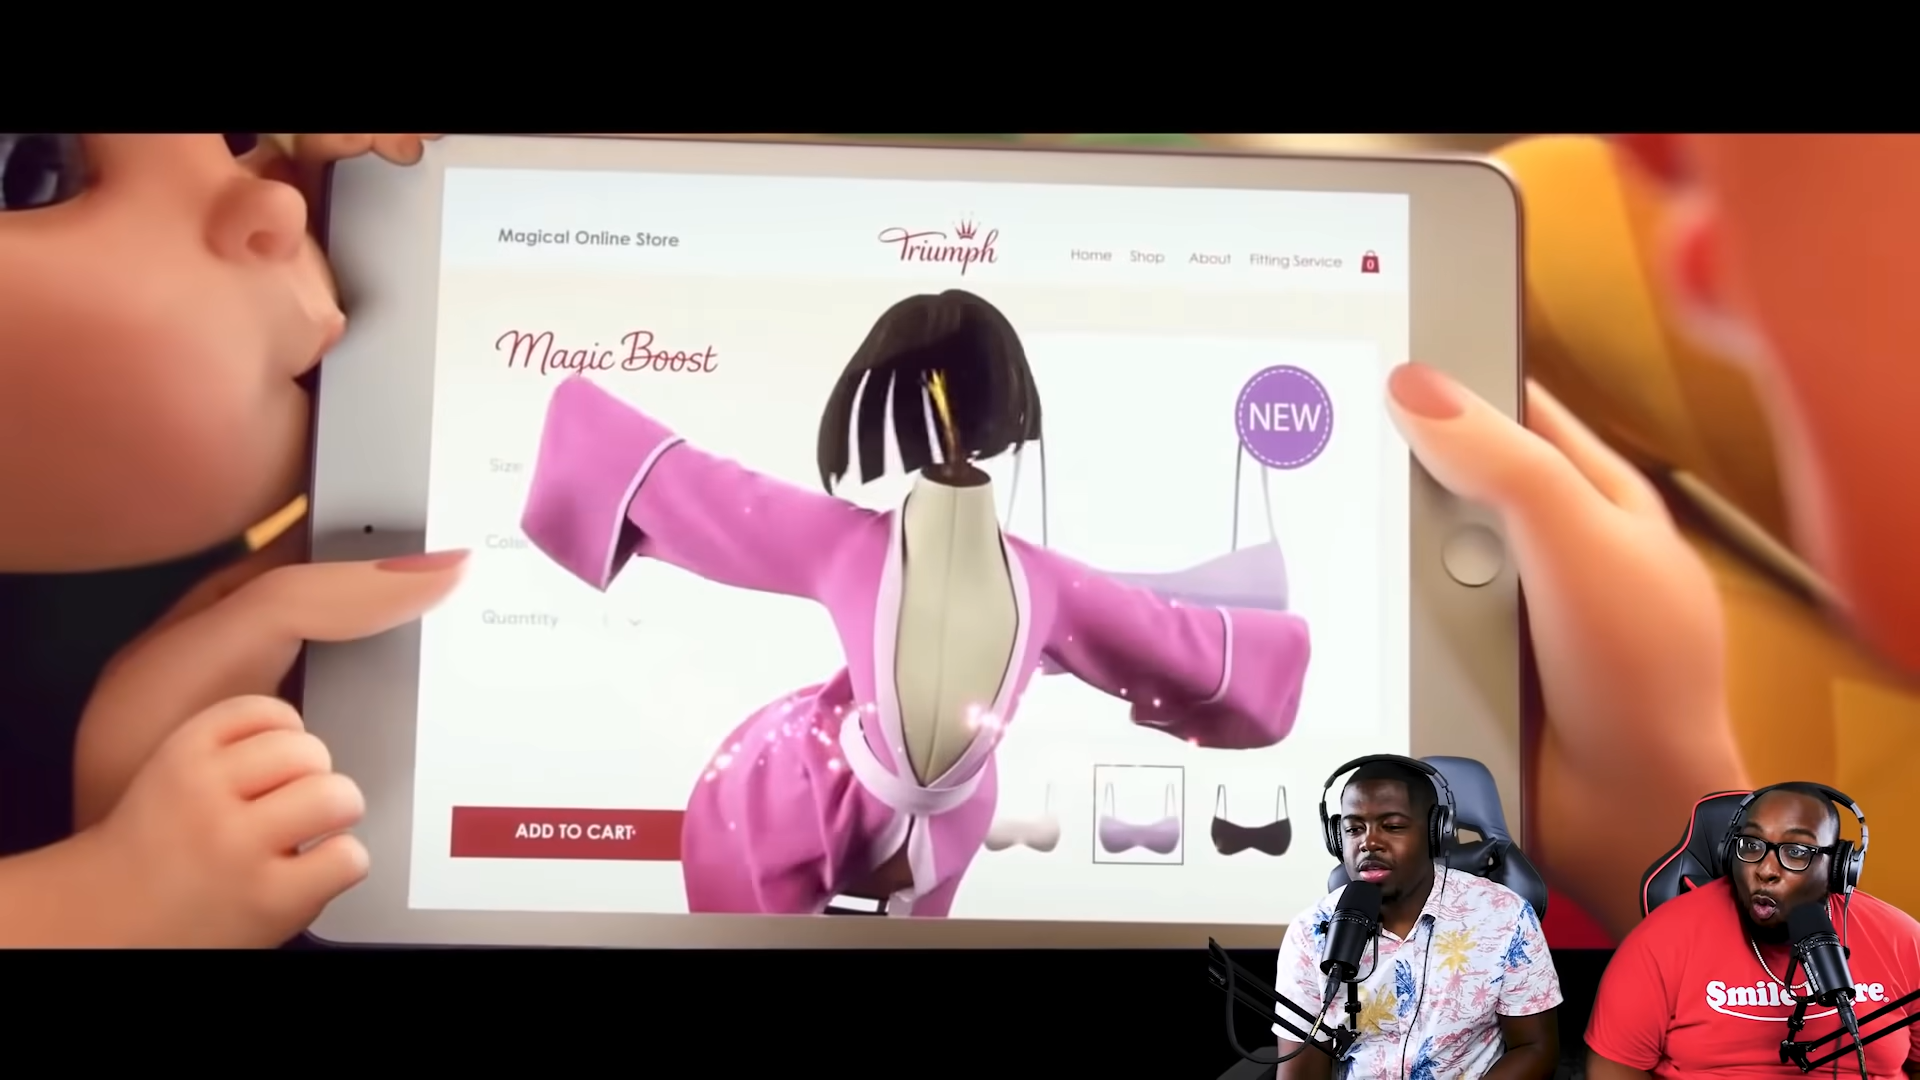 Magical Online Store
Triumph
Home Shop About Fitting Service 0
Magic Boost
NEW
Size
Quantity
ADD TO CART